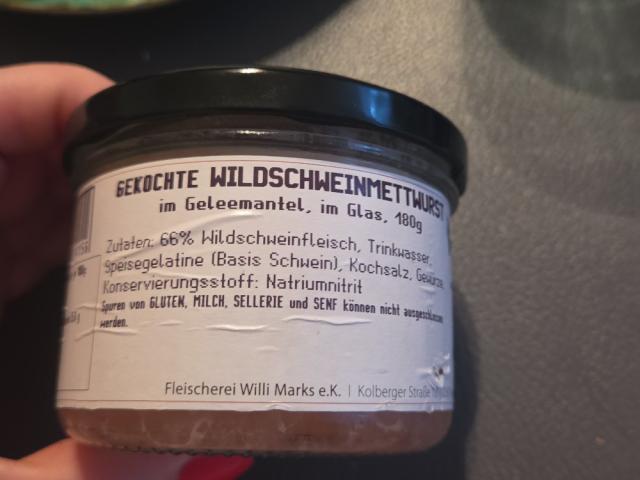 GEKOCHTE WILDSCHWEINMETTWURST
im Geleemantel, im Glas, 180g
Zutaten: 66% Wildschweinfleisch, Trinkwasser,
Speisegelatine (Basis Schwein), Kochsalz, Gewürze,
Konservierungsstoff: Natriumnitrit
Spuren von GLUTEN, MILCH, SELLERIE und SENF können nicht ausgeschlossen
werden.
Fleischerei Willi Marks e.K. | Kolberger Straße